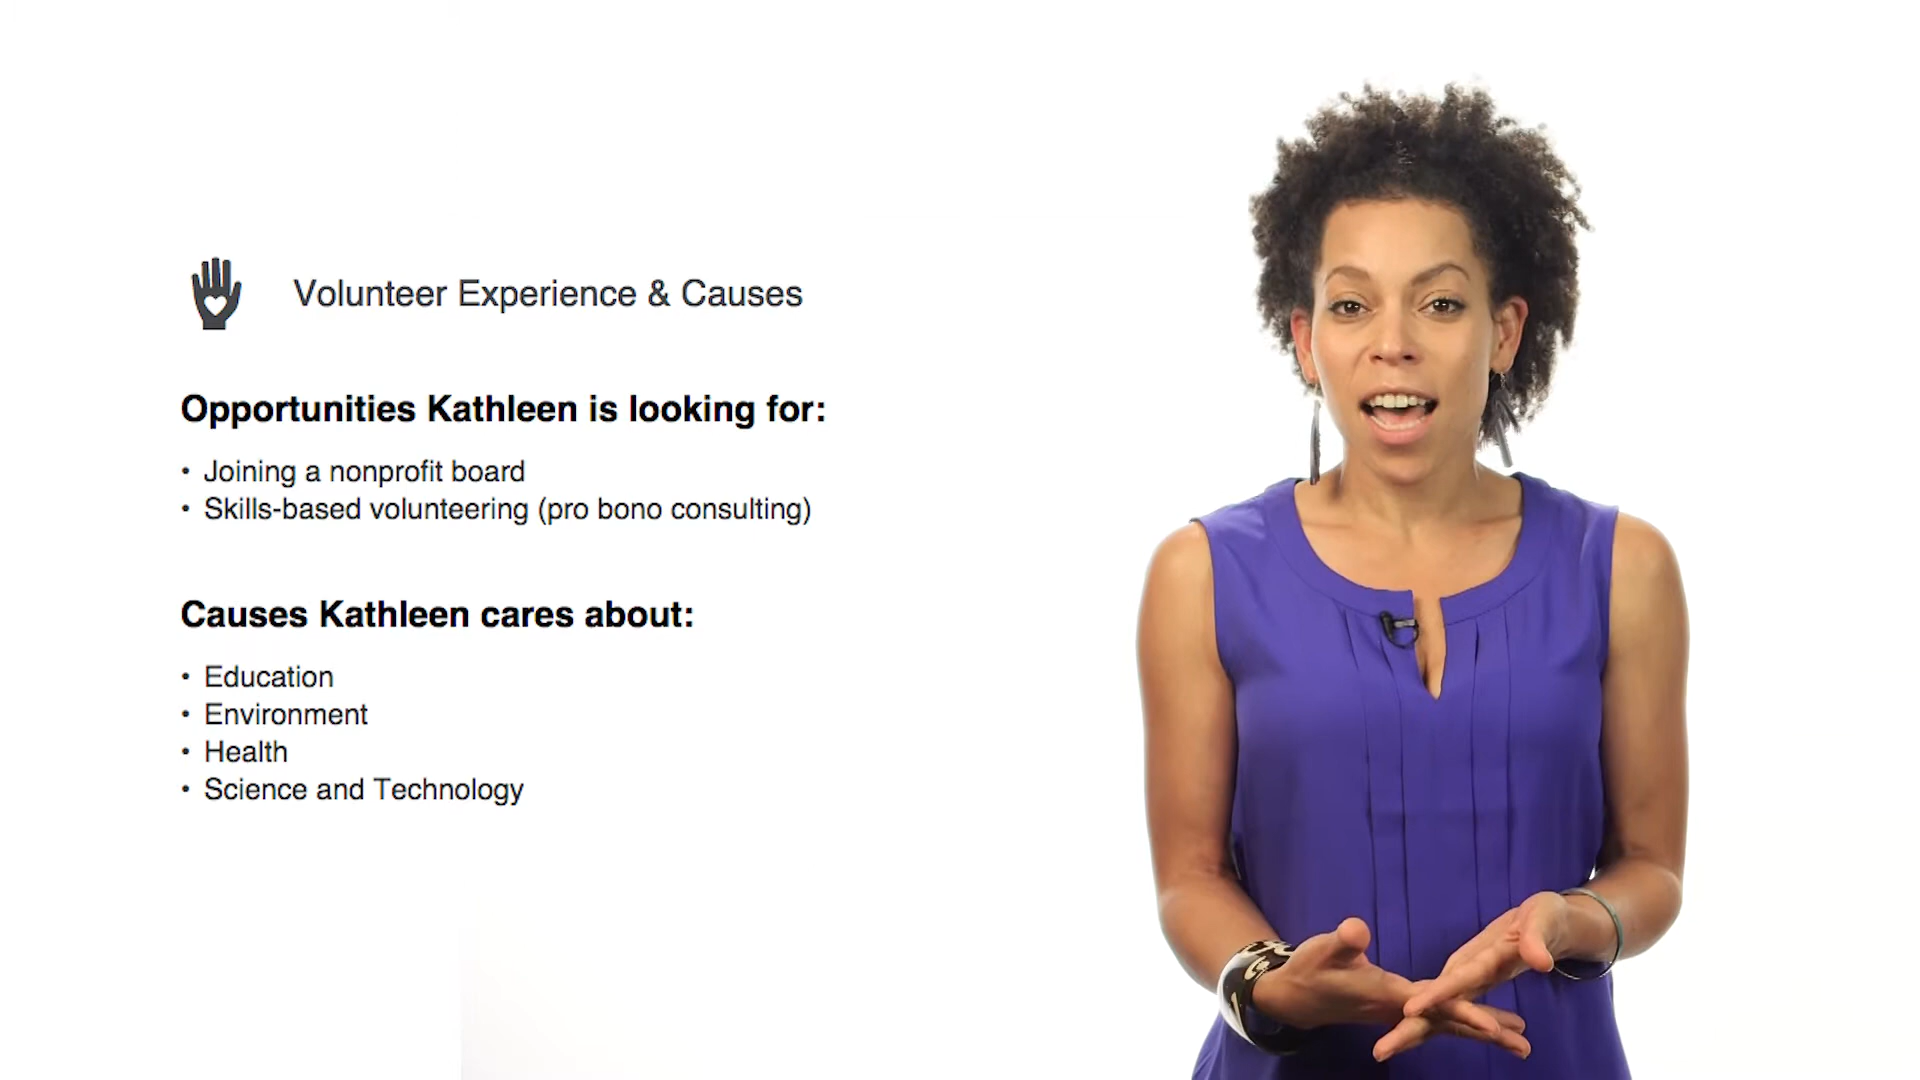 Volunteer Experience & Causes
Opportunities Kathleen is looking for:
• Joining a nonprofit board
• Skills-based volunteering (pro bono consulting)
Causes Kathleen cares about:
• Education
• Environment
• Health
• Science and Technology